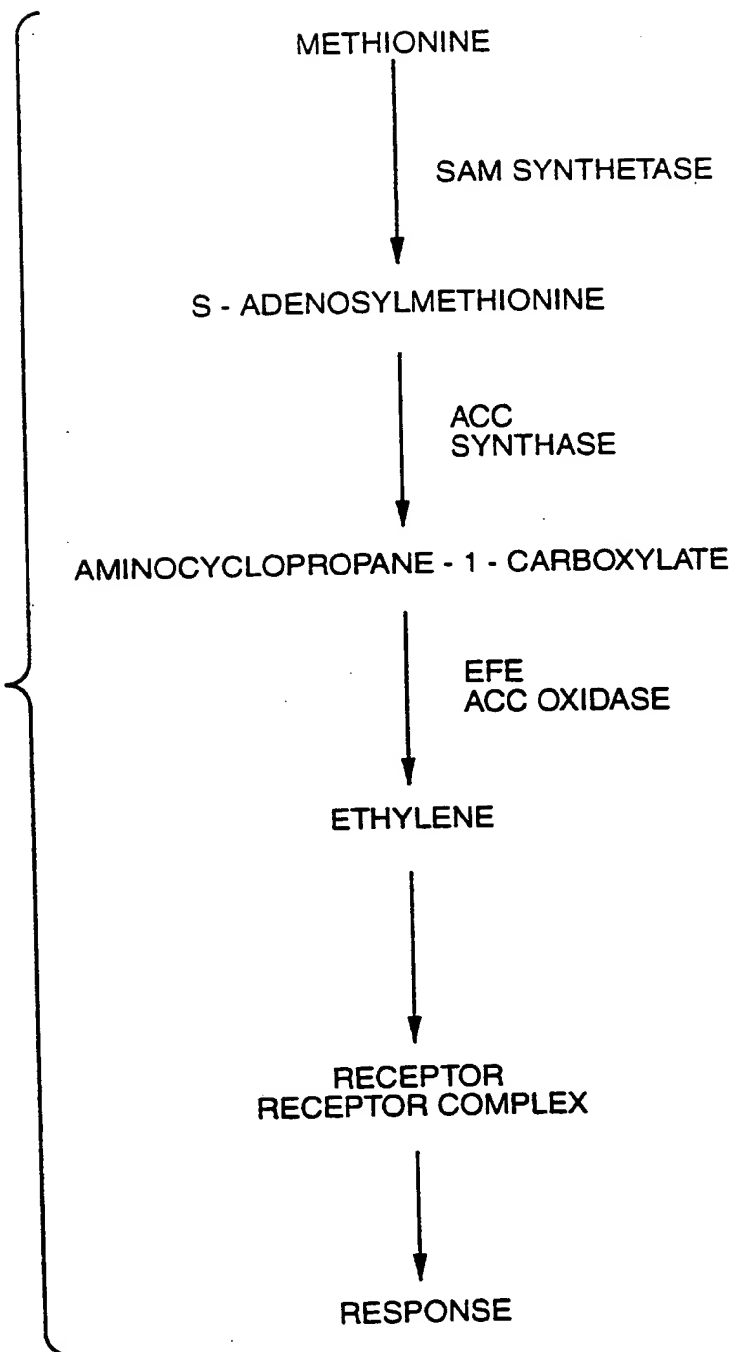 METHIONINE
SAM SYNTHETASE
S - ADENOSYLMETHIONINE
ACC
SYNTHASE
AMINOCYCLOPROPANE - 1 - CARBOXYLATE
EFE
ACC OXIDASE
ETHYLENE
RECEPTOR
RECEPTOR COMPLEX
RESPONSE